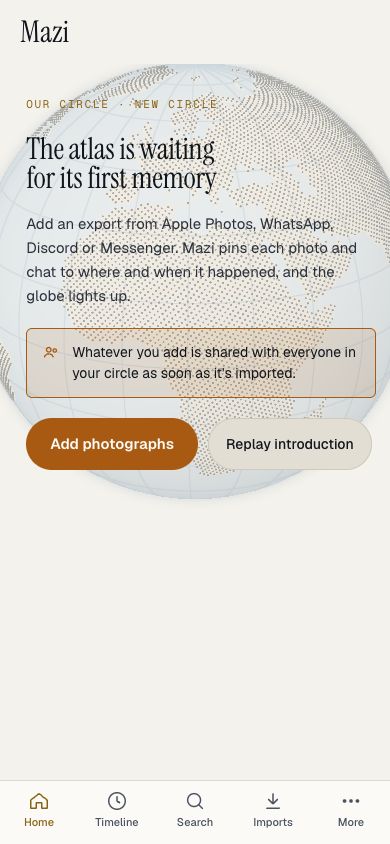 Mazi
OUR CIRCLE · NEW CIRCLE
The atlas is waiting
for its first memory
Add an export from Apple Photos, WhatsApp,
Discord or Messenger. Mazi pins each photo and
chat to where and when it happened, and the
globe lights up.
Whatever you add is shared with everyone in
your circle as soon as it's imported.
Add photographs
Replay introduction
Home
Timeline
Search
Imports
More